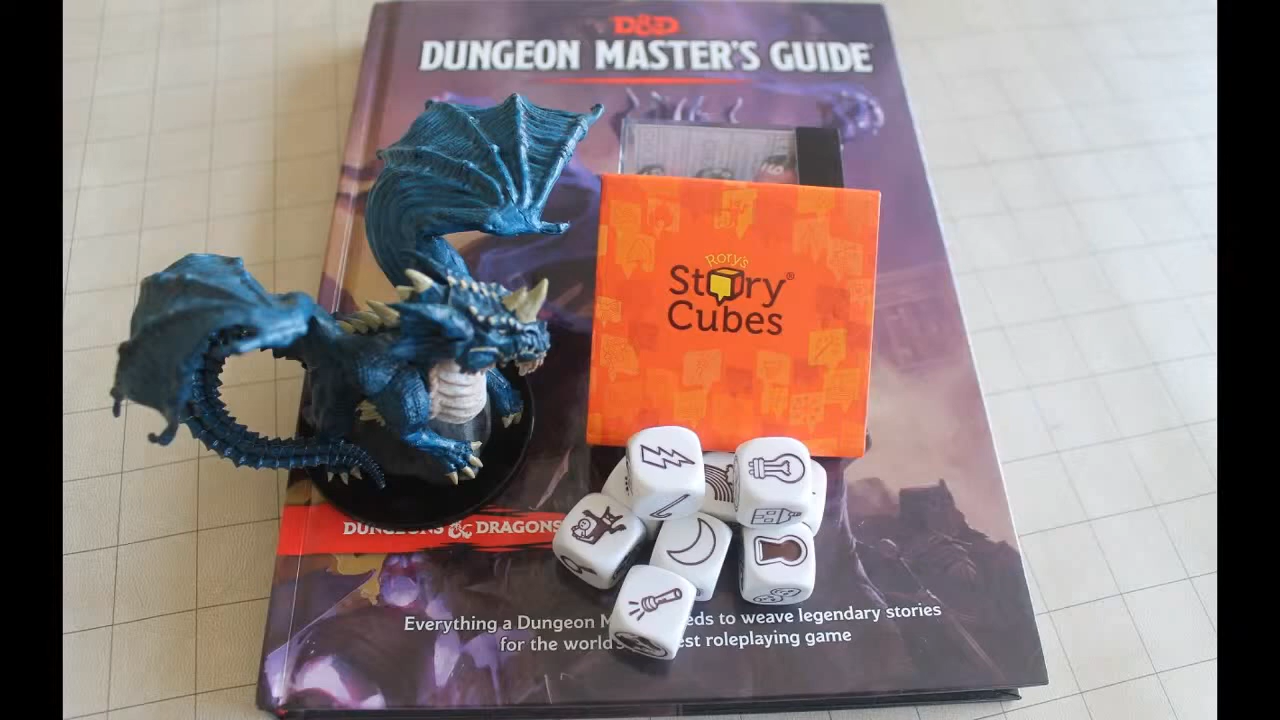 D&D
DUNGEON MASTER'S GUIDE
Rory's
Story
Cubes®
DUNGEONS & DRAGONS
Everything a Dungeon M eds to weave legendary stories
for the world's est roleplaying game